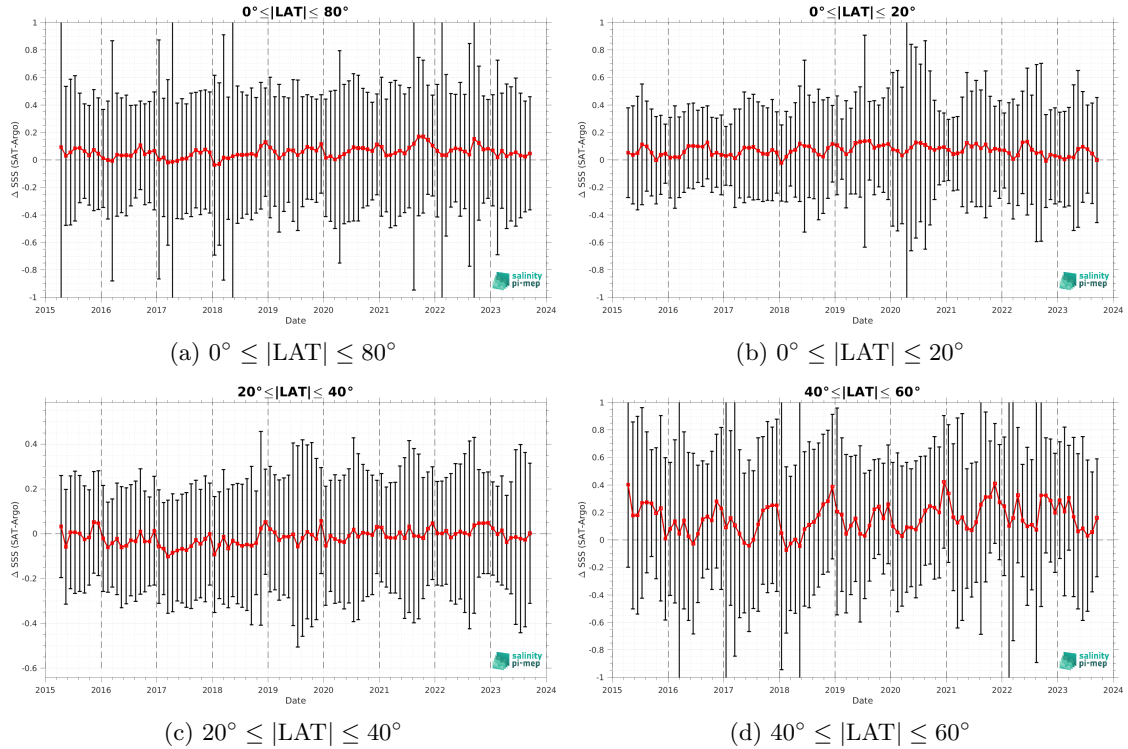 0°≤|LAT|≤ 80°
1
0.8
0.6
0.4
0.2
0
-0.2
-0.4
-0.6
-0.8
-1
Δ SSS (SAT-Argo)
2015 2016 2017 2018 2019 2020 2021 2022 2023 2024
Date
salinity
pi-mep
(a) 0° ≤ |LAT| ≤ 80°
0°≤|LAT|≤ 20°
1
0.8
0.6
0.4
0.2
0
-0.2
-0.4
-0.6
-0.8
-1
Δ SSS (SAT-Argo)
2015 2016 2017 2018 2019 2020 2021 2022 2023 2024
Date
salinity
pi-mep
(b) 0° ≤ |LAT| ≤ 20°
20°≤|LAT|≤ 40°
0.4
0.2
0
-0.2
-0.4
-0.6
Δ SSS (SAT-Argo)
2015 2016 2017 2018 2019 2020 2021 2022 2023 2024
Date
salinity
pi-mep
(c) 20° ≤ |LAT| ≤ 40°
40°≤|LAT|≤ 60°
1
0.8
0.6
0.4
0.2
0
-0.2
-0.4
-0.6
-0.8
-1
Δ SSS (SAT-Argo)
2015 2016 2017 2018 2019 2020 2021 2022 2023 2024
Date
salinity
pi-mep
(d) 40° ≤ |LAT| ≤ 60°